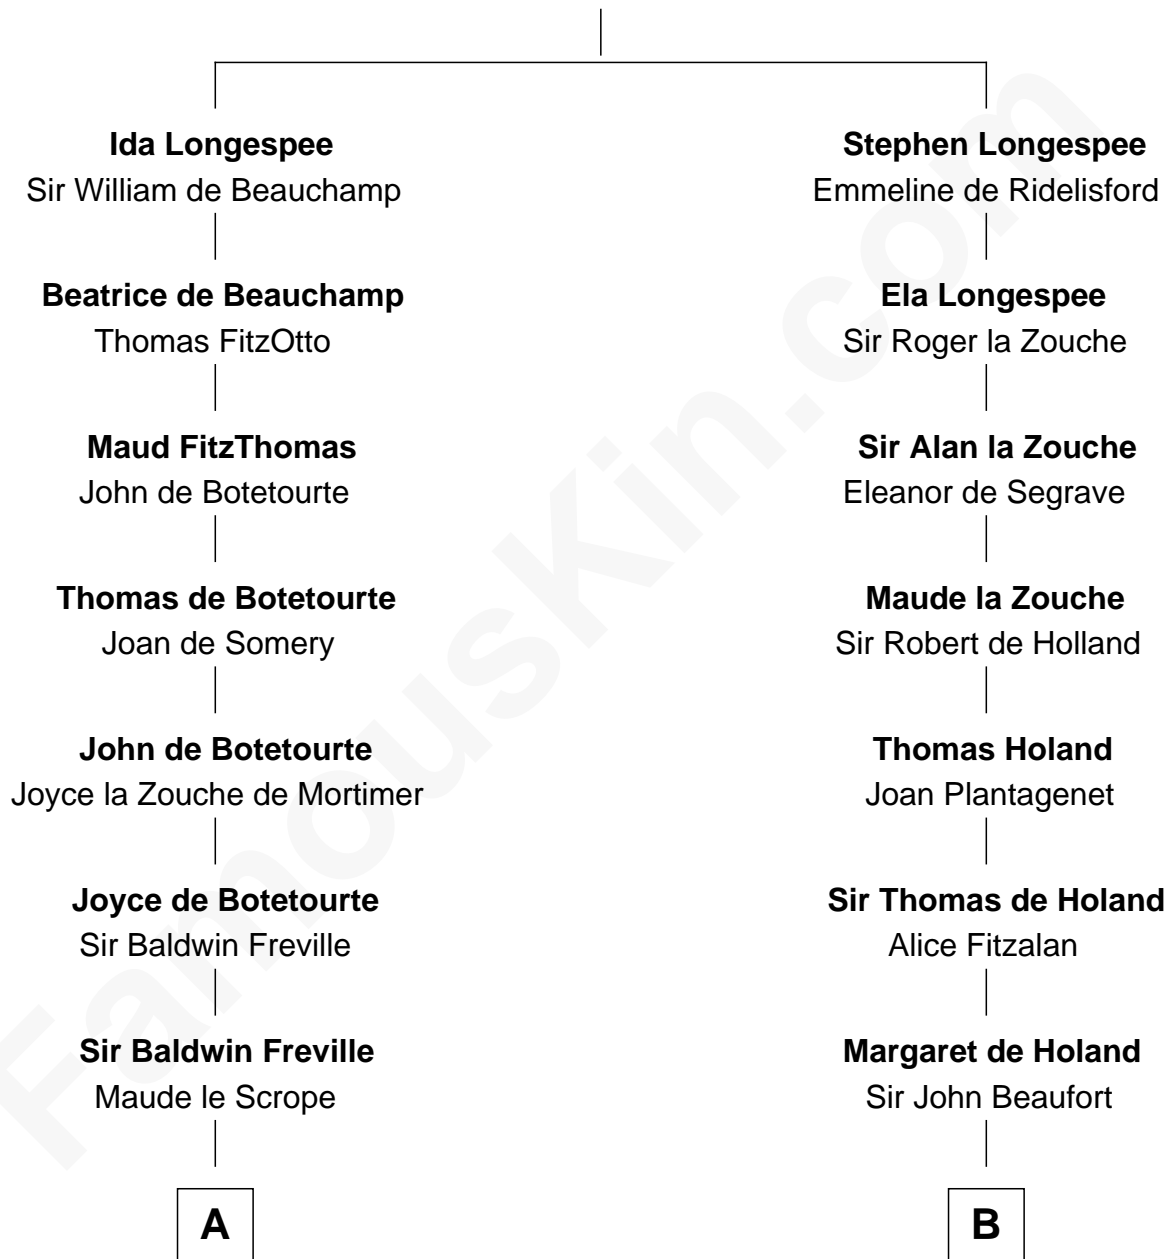 Ida Longespee
Sir William de Beauchamp
Beatrice de Beauchamp
Thomas FitzOtto
Maud FitzThomas
John de Botetourte
Thomas de Botetourte
Joan de Somery
John de Botetourte
Joyce la Zouche de Mortimer
Joyce de Botetourte
Sir Baldwin Freville
Sir Baldwin Freville
Maude le Scrope
A
Stephen Longespee
Emmeline de Ridelisford
Ela Longespee
Sir Roger la Zouche
Sir Alan la Zouche
Eleanor de Segrave
Maude la Zouche
Sir Robert de Holland
Thomas Holand
Joan Plantagenet
Sir Thomas de Holand
Alice Fitzalan
Margaret de Holand
Sir John Beaufort
B
FamousKin.com